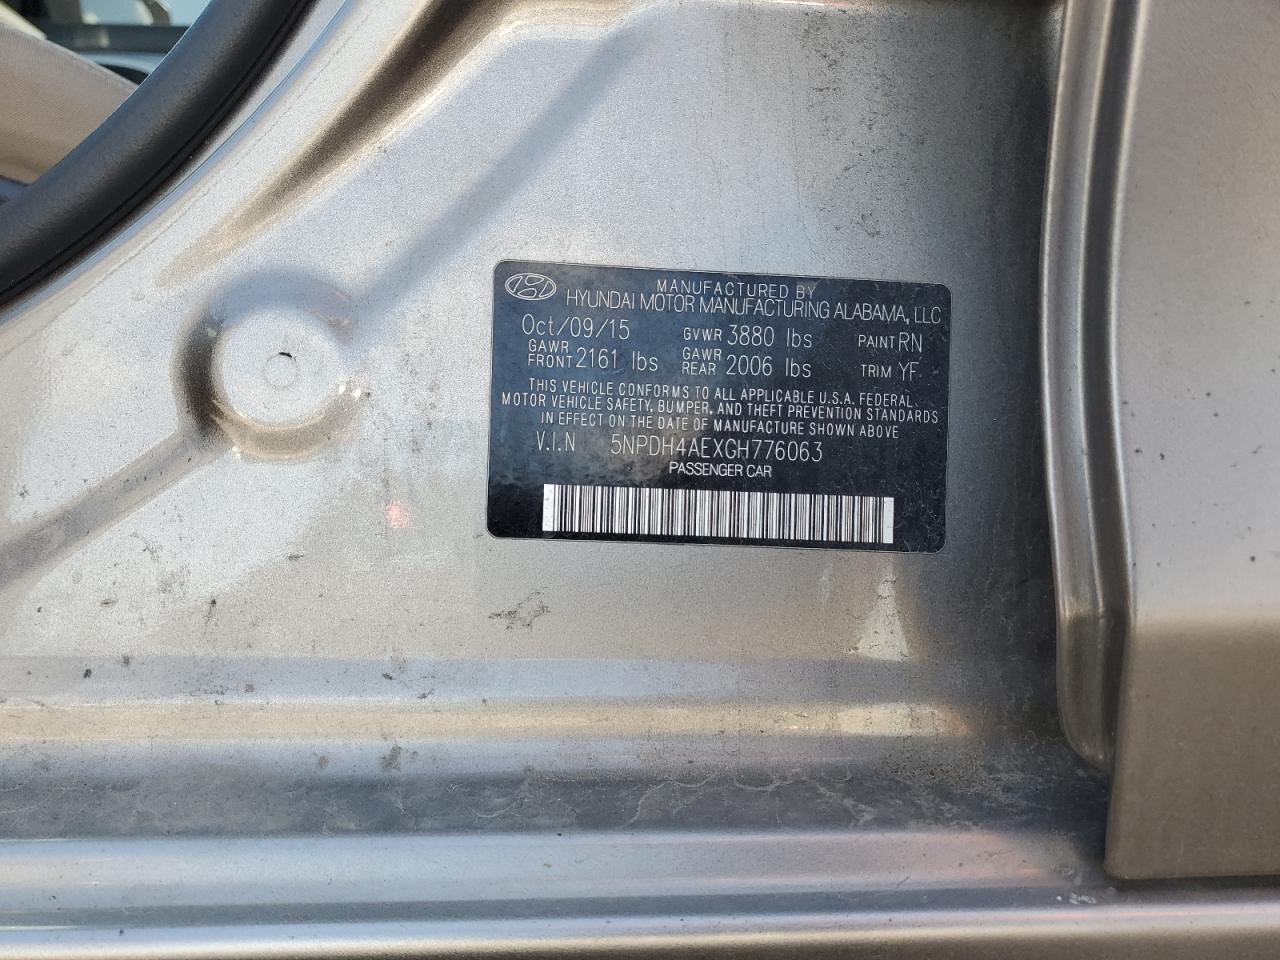 MANUFACTURED BY
HYUNDAI MOTOR MANUFACTURING ALABAMA, LLC
Oct/09/15 GVWR 3880 lbs PAINT RN
GAWR FRONT 2161 lbs GAWR REAR 2006 lbs TRIM YF
THIS VEHICLE CONFORMS TO ALL APPLICABLE U.S.A. FEDERAL
MOTOR VEHICLE SAFETY, BUMPER, AND THEFT PREVENTION STANDARDS
IN EFFECT ON THE DATE OF MANUFACTURE SHOWN ABOVE
V.I.N 5NPDH4AEXGH776063
PASSENGER CAR